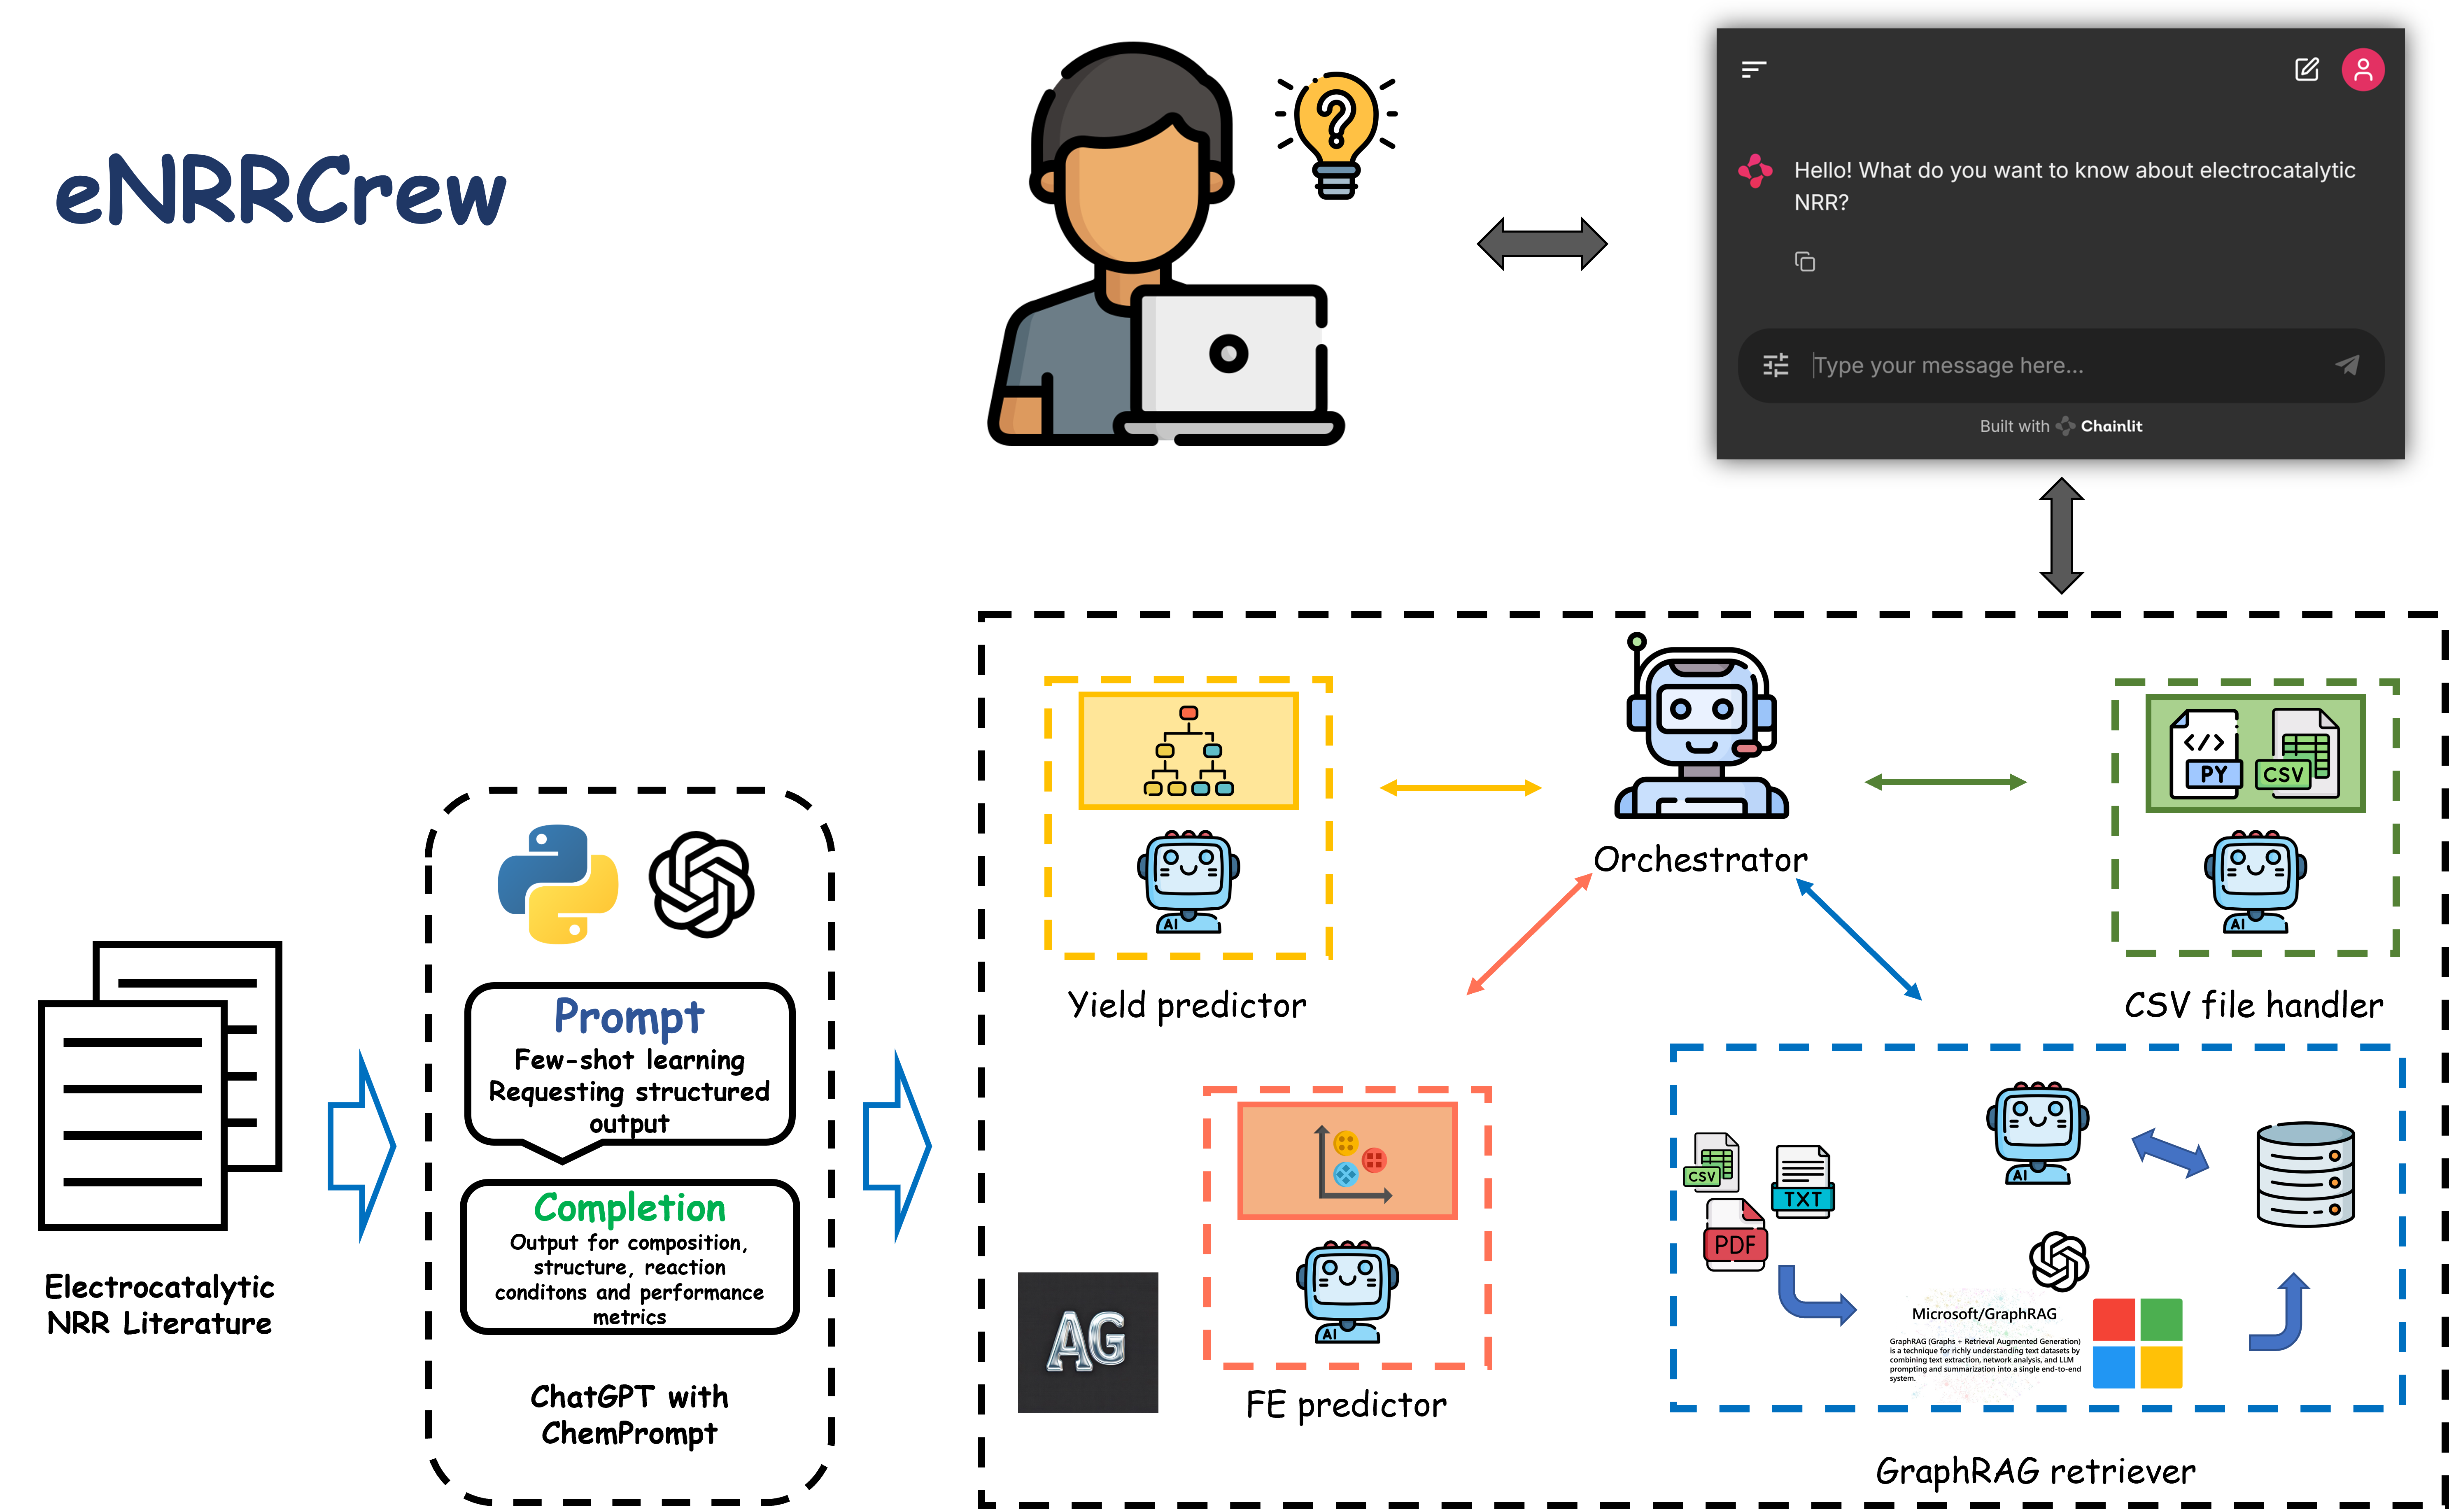 eNRRCrew
Hello! What do you want to know about electrocatalytic
NRR?
Type your message here...
Built with Chainlit
Orchestrator
PY
CSV
AI
AI
Yield predictor
CSV file handler
Prompt
Few-shot learning
Requesting structured
output
Completion
Output for composition,
structure, reaction
conditons and performance
metrics
ChatGPT with
ChemPrompt
Electrocatalytic
NRR Literature
AG
AI
FE predictor
CSV
TXT
PDF
AI
Microsoft/GraphRAG
GraphRAG (Graphs + Retrieval Augmented Generation)
is a technique for richly understanding text datasets by
combining text extraction, network analysis, and LLM
prompting and summarization into a single end-to-end
system.
GraphRAG retriever